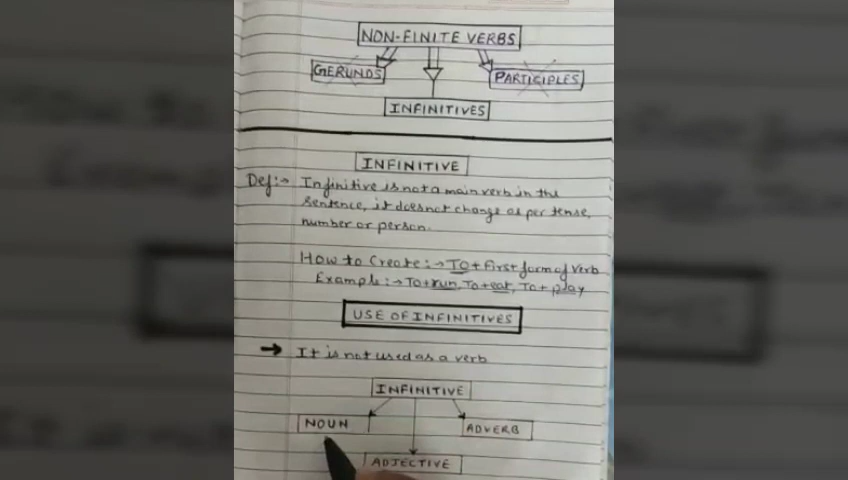 NON-FINITE VERBS
GERUNDS
PARTICIPLES
INFINITIVES
INFINITIVE
Def:→ Infinitive is not a main verb in the
sentence, it does not change as per tense,
number or person.
How to Create:→ To + first form of verb
Example:→ To+run, To+eat, To+play
USE OF INFINITIVES
→ It is not used as a verb
INFINITIVE
NOUN
ADVERB
ADJECTIVE